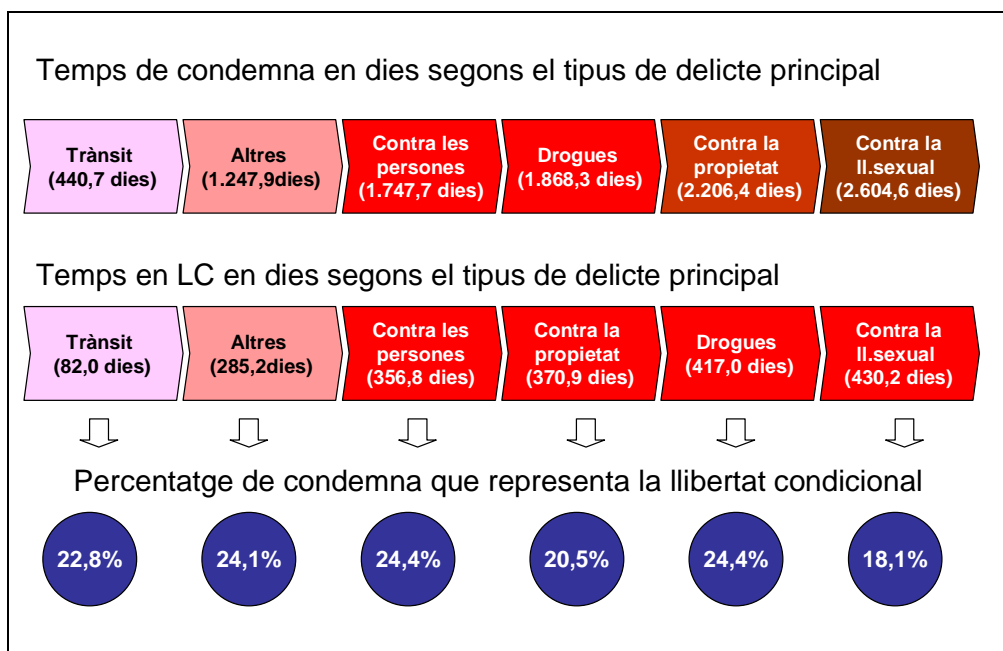 Temps de condemna en dies segons el tipus de delicte principal
Trànsit
(440,7 dies)
Altres
(1.247,9dies)
Contra les
persones
(1.747,7 dies)
Drogues
(1.868,3 dies)
Contra la
propietat
(2.206,4 dies)
Contra la
ll.sexual
(2.604,6 dies)
Temps en LC en dies segons el tipus de delicte principal
Trànsit
(82,0 dies)
Altres
(285,2dies)
Contra les
persones
(356,8 dies)
Contra la
propietat
(370,9 dies)
Drogues
(417,0 dies)
Contra la
ll.sexual
(430,2 dies)
Percentatge de condemna que representa la llibertat condicional
22,8%
24,1%
24,4%
20,5%
24,4%
18,1%